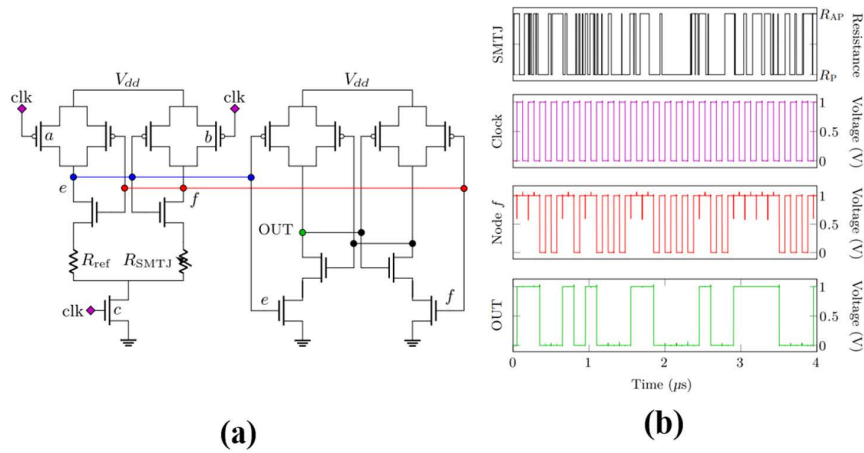 clk
V_dd
clk
V_dd
a
b
e
f
OUT
R_ref
R_SMTJ
e
f
clk
c
(a)
SMTJ
R_AP
R_P
Resistance
Clock
1
0.5
0
Voltage (V)
Node f
1
0.5
0
Voltage (V)
OUT
1
0.5
0
Voltage (V)
0 1 2 3 4
Time (μs)
(b)